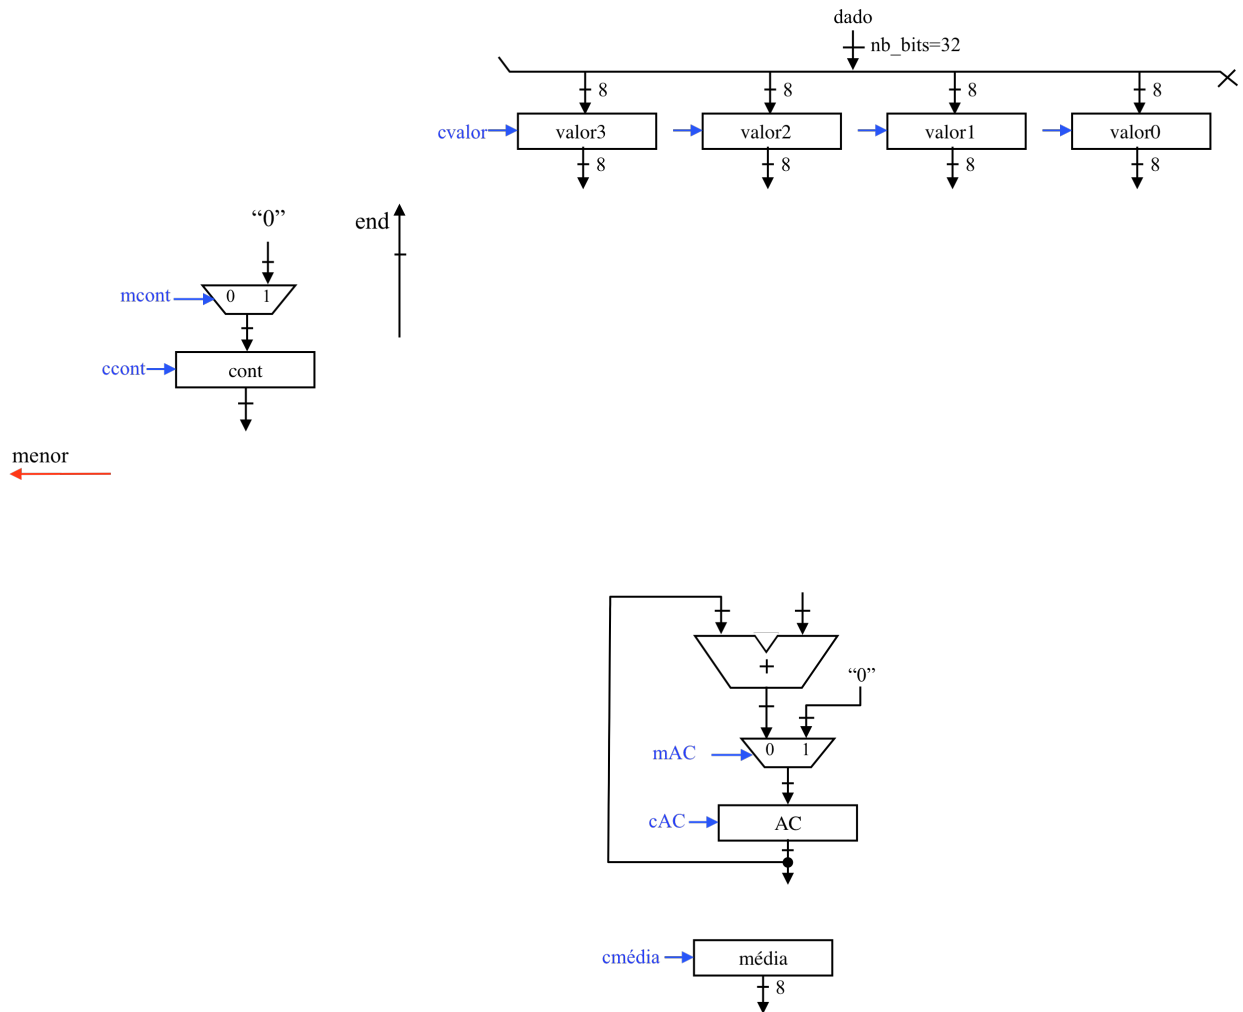 dado
nb_bits=32
8 8 8 8
cvalor valor3 valor2 valor1 valor0
8 8 8 8
“0” end
mcont 0 1
ccont cont
menor
+
“0”
mAC 0 1
cAC AC
cmédia média
8